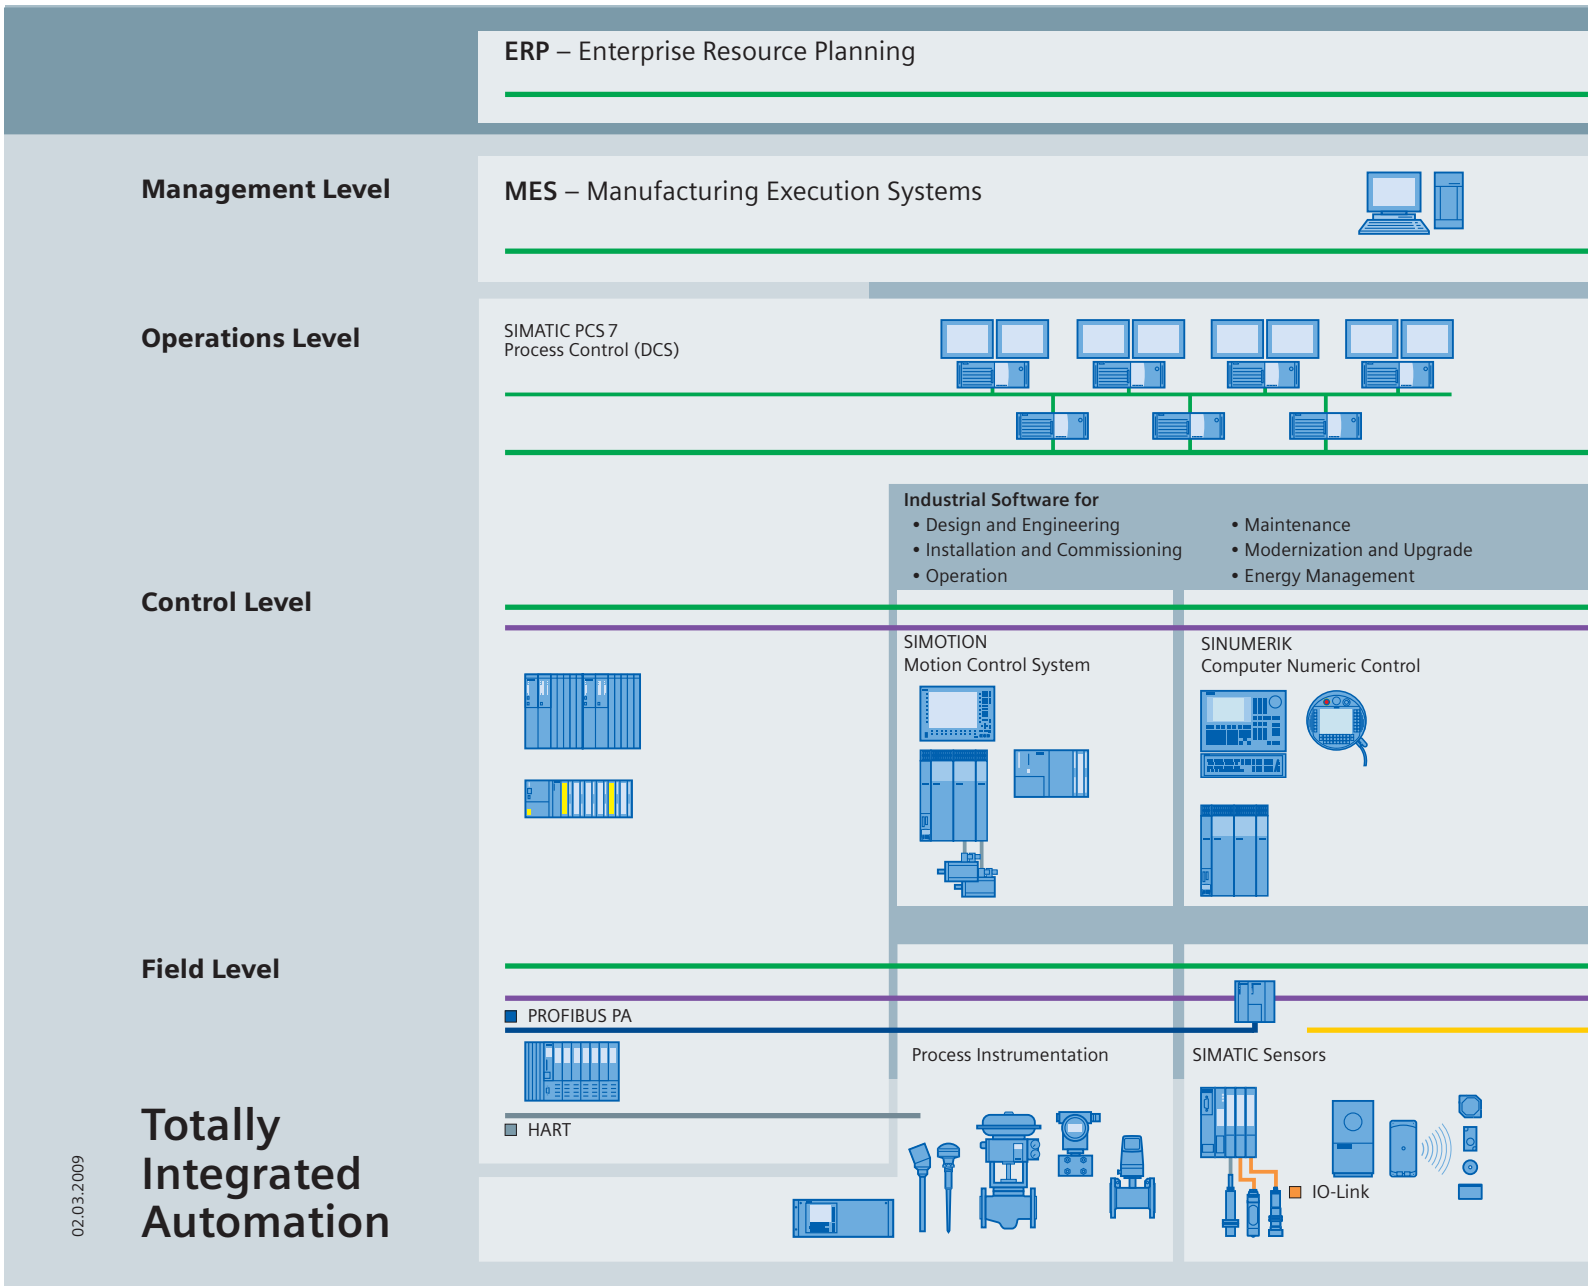 ERP – Enterprise Resource Planning
Management Level
MES – Manufacturing Execution Systems
Operations Level
SIMATIC PCS 7
Process Control (DCS)
Industrial Software for
• Design and Engineering
• Installation and Commissioning
• Operation
• Maintenance
• Modernization and Upgrade
• Energy Management
Control Level
SIMOTION
Motion Control System
SINUMERIK
Computer Numeric Control
Field Level
PROFIBUS PA
Process Instrumentation
SIMATIC Sensors
HART
IO-Link
Totally
Integrated
Automation
02.03.2009